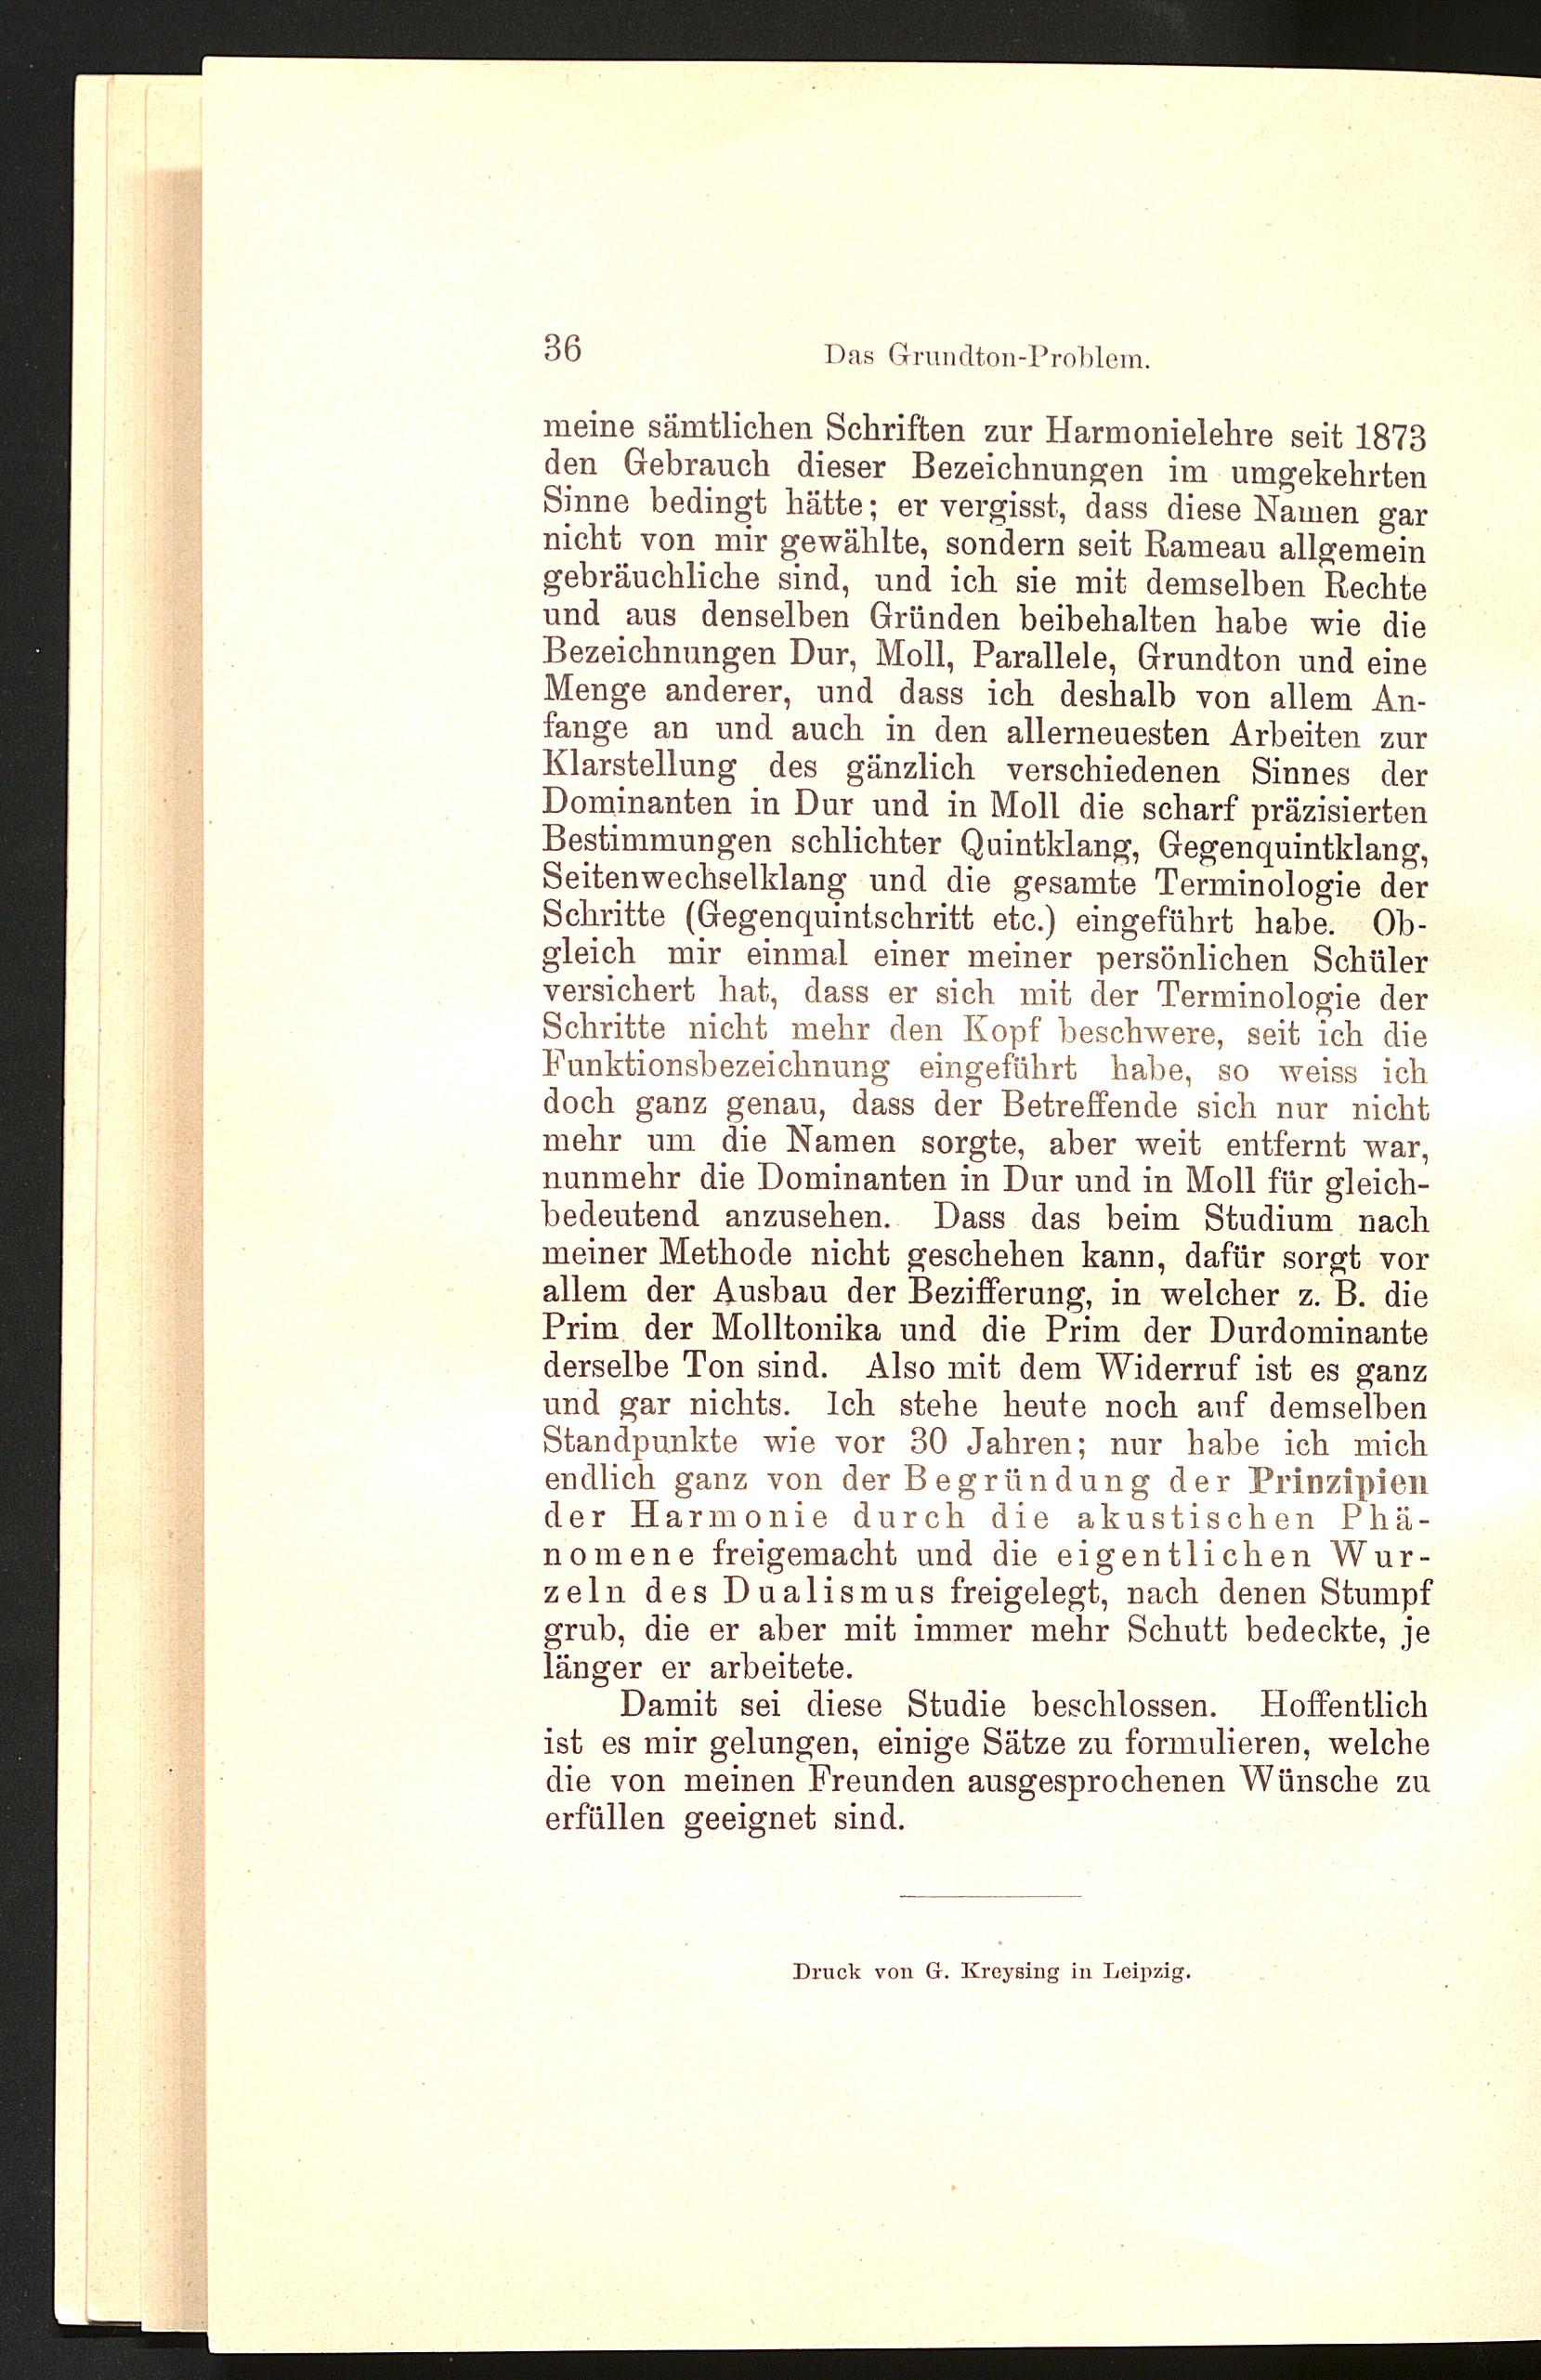 36
Das Grundton-Problem.
meine sämtlichen Schriften zur Harmonielehre seit 1873
den Gebrauch dieser Bezeichnungen im umgekehrten
Sinne bedingt hätte; er vergisst, dass diese Namen gar
nicht von mir gewählte, sondern seit Rameau allgemein
gebräuchliche sind, und ich sie mit demselben Rechte
und aus denselben Gründen beibehalten habe wie die
Bezeichnungen Dur, Moll, Parallele, Grundton und eine
Menge anderer, und dass ich deshalb von allem An-
fange an und auch in den allerneuesten Arbeiten zur
Klarstellung des gänzlich verschiedenen Sinnes der
Dominanten in Dur und in Moll die scharf präzisierten
Bestimmungen schlichter Quintklang, Gegenquintklang,
Seitenwechselklang und die gesamte Terminologie der
Schritte (Gegenquintschritt etc.) eingeführt habe. Ob-
gleich mir einmal einer meiner persönlichen Schüler
versichert hat, dass er sich mit der Terminologie der
Schritte nicht mehr den Kopf beschwere, seit ich die
Funktionsbezeichnung eingeführt habe, so weiss ich
doch ganz genau, dass der Betreffende sich nur nicht
mehr um die Namen sorgte, aber weit entfernt war,
nunmehr die Dominanten in Dur und in Moll für gleich-
bedeutend anzusehen. Dass das beim Studium nach
meiner Methode nicht geschehen kann, dafür sorgt vor
allem der Ausbau der Bezifferung, in welcher z. B. die
Prim der Molltonika und die Prim der Durdominante
derselbe Ton sind. Also mit dem Widerruf ist es ganz
und gar nichts. Ich stehe heute noch auf demselben
Standpunkte wie vor 30 Jahren; nur habe ich mich
endlich ganz von der Begründung der Prinzipien
der Harmonie durch die akustischen Phä-
nomene freigemacht und die eigentlichen Wur-
zeln des Dualismus freigelegt, nach denen Stumpf
grub, die er aber mit immer mehr Schutt bedeckte, je
länger er arbeitete.
Damit sei diese Studie beschlossen. Hoffentlich
ist es mir gelungen, einige Sätze zu formulieren, welche
die von meinen Freunden ausgesprochenen Wünsche zu
erfüllen geeignet sind.
Druck von G. Kreysing in Leipzig.